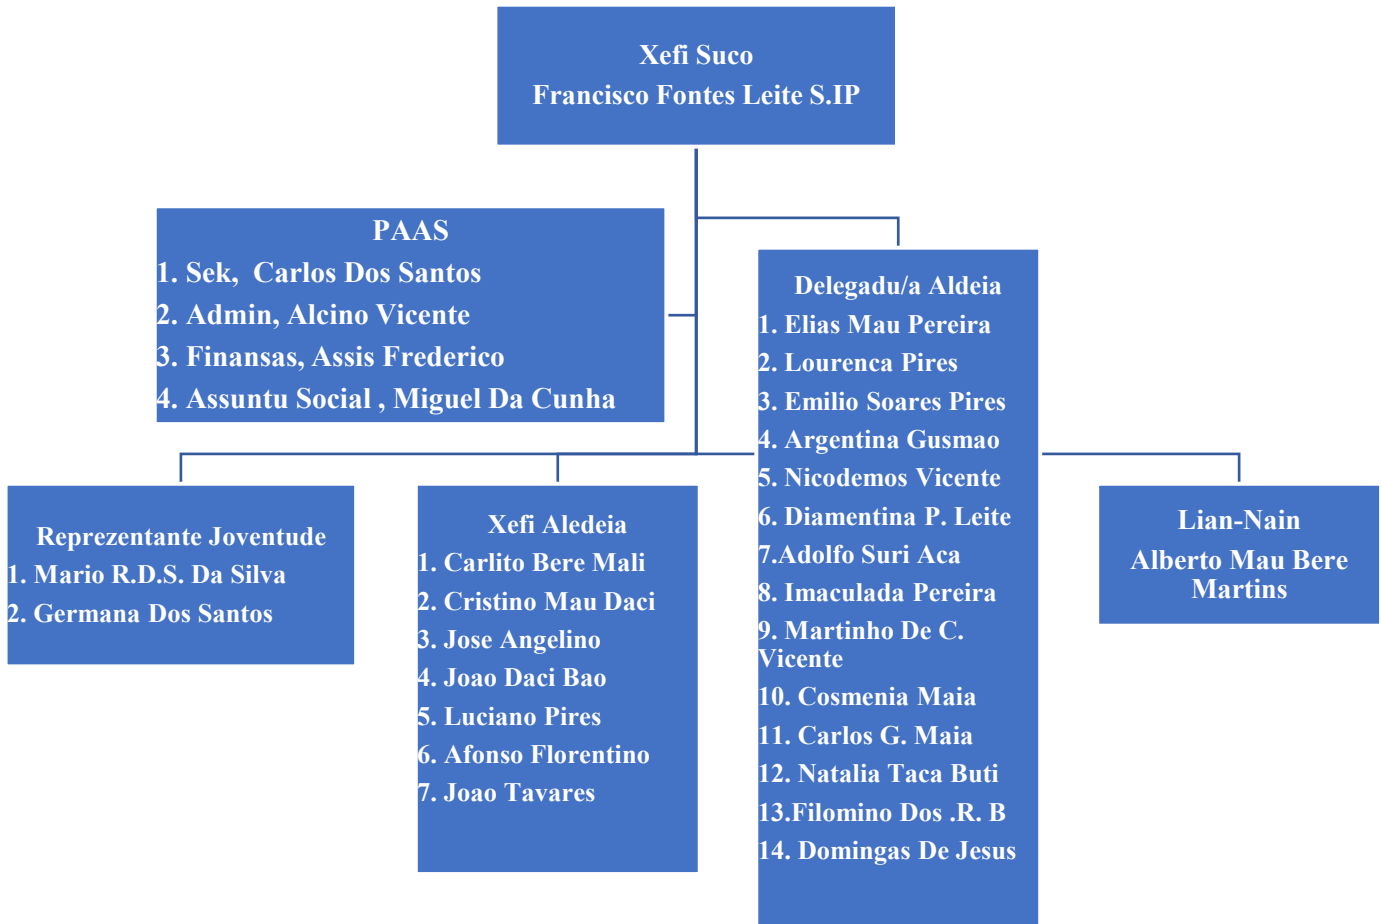 Xefi Suco
Francisco Fontes Leite S.IP
PAAS
1. Sek,  Carlos Dos Santos
2. Admin, Alcino Vicente
3. Finansas, Assis Frederico
4. Assuntu Social , Miguel Da Cunha
Delegadu/a Aldeia
1. Elias Mau Pereira
2. Lourenca Pires
3. Emilio Soares Pires
4. Argentina Gusmao
5. Nicodemos Vicente
6. Diamentina P. Leite
7.Adolfo Suri Aca
8. Imaculada Pereira
9. Martinho De C.
Vicente
10. Cosmenia Maia
11. Carlos G. Maia
12. Natalia Taca Buti
13.Filomino Dos .R. B
14. Domingas De Jesus
Reprezentante Joventude
1. Mario R.D.S. Da Silva
2. Germana Dos Santos
Xefi Aledeia
1. Carlito Bere Mali
2. Cristino Mau Daci
3. Jose Angelino
4. Joao Daci Bao
5. Luciano Pires
6. Afonso Florentino
7. Joao Tavares
Lian-Nain
Alberto Mau Bere
Martins